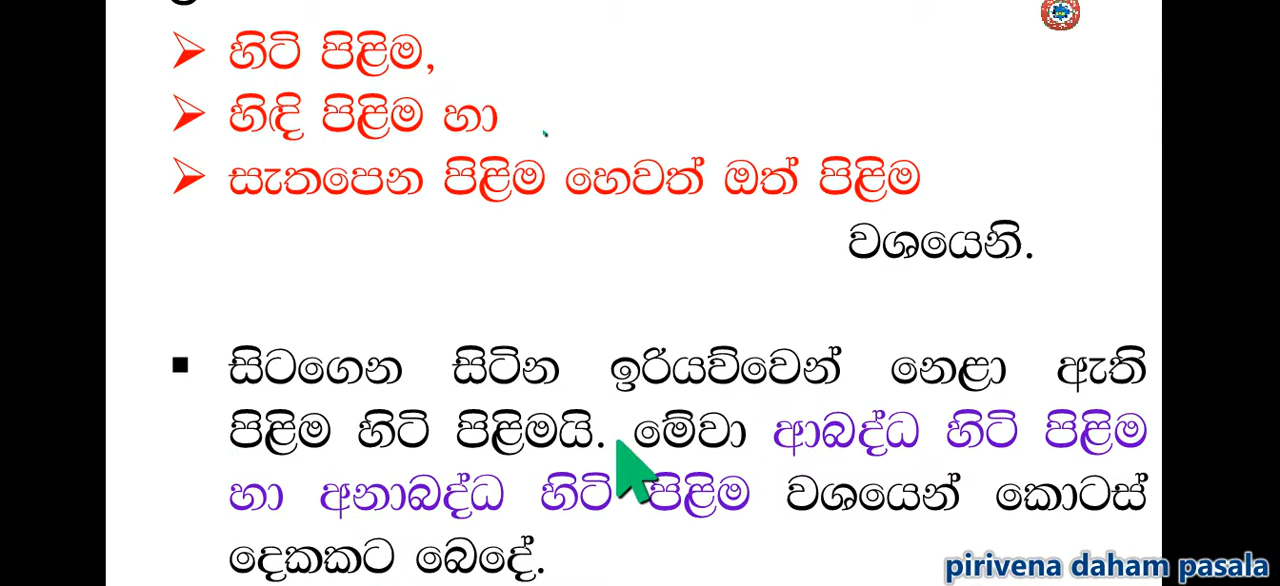 හිටි පිළිම,
හිඳි පිළිම හා
සැතපෙන පිළිම හෙවත් ඔත් පිළිම
වශයෙනි.
සිටගෙන සිටින ඉරියව්වෙන් නෙළා ඇති
පිළිම හිටි පිළිමයි. මේවා ආබද්ධ හිටි පිළිම
හා අනාබද්ධ හිටි පිළිම වශයෙන් කොටස්
දෙකකට බෙදේ.
pirivena daham pasala